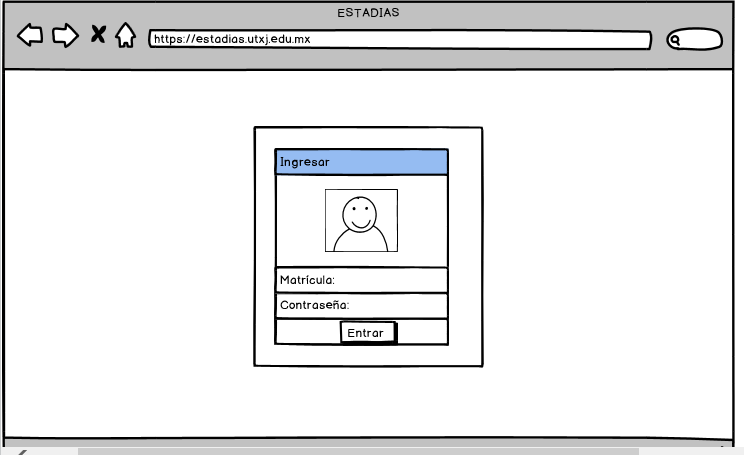 ESTADIAS
https://estadias.utxj.edu.mx
Ingresar
Matrícula:
Contraseña:
Entrar